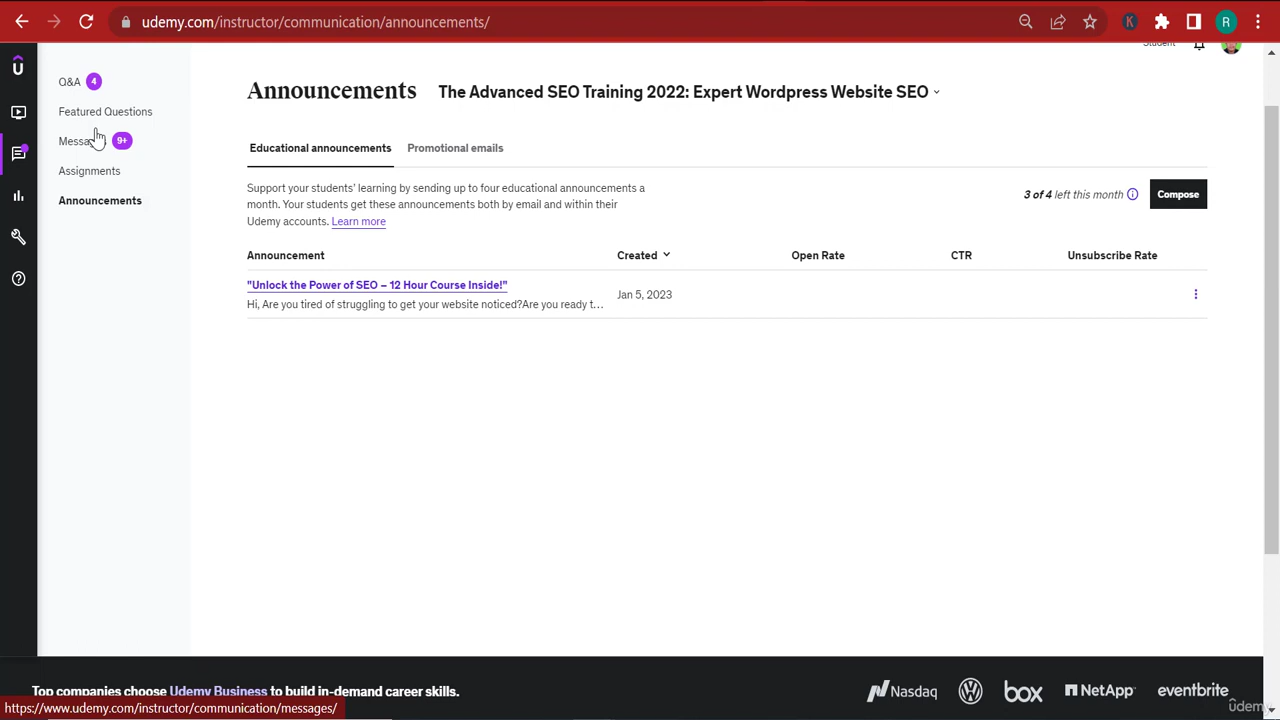 udemy.com/instructor/communication/announcements/
K
R
Student
Q&A 4
Featured Questions
Messages 9+
Assignments
Announcements
Announcements The Advanced SEO Training 2022: Expert Wordpress Website SEO
Educational announcements Promotional emails
Support your students' learning by sending up to four educational announcements a
month. Your students get these announcements both by email and within their
Udemy accounts. Learn more
3 of 4 left this month
Compose
Announcement Created Open Rate CTR Unsubscribe Rate
"Unlock the Power of SEO – 12 Hour Course Inside!"
Hi, Are you tired of struggling to get your website noticed?Are you ready t...
Jan 5, 2023
Top companies choose Udemy Business to build in-demand career skills.
Nasdaq
box
NetApp
eventbrite
https://www.udemy.com/instructor/communication/messages/
ûdemy